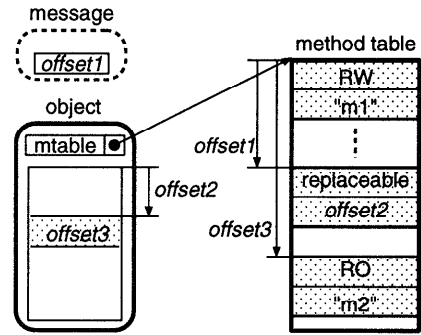 message
offset1
object
mtable
offset2
offset3
method table
RW
"m1"
offset1
replaceable
offset2
offset3
RO
"m2"